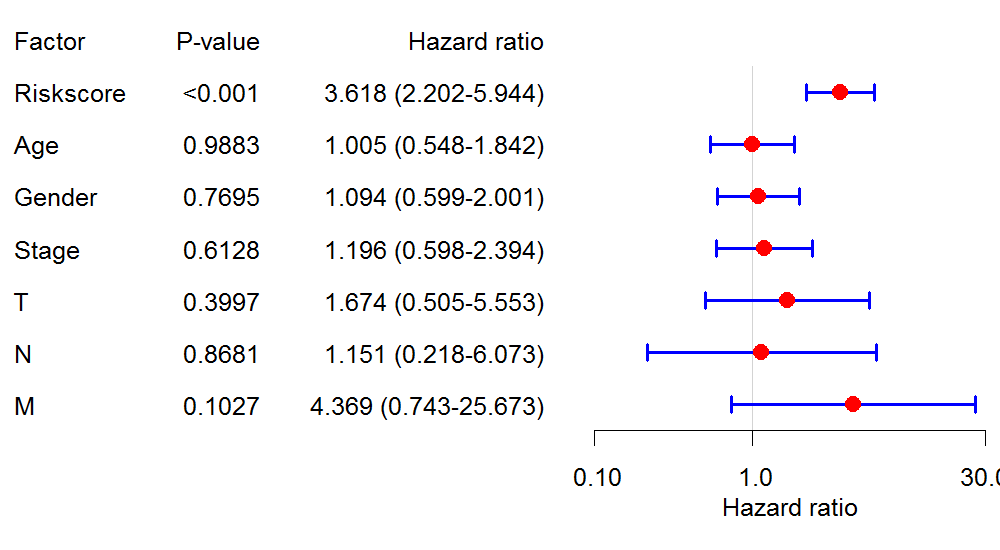 Factor P-value Hazard ratio
Riskscore <0.001 3.618 (2.202-5.944)
Age 0.9883 1.005 (0.548-1.842)
Gender 0.7695 1.094 (0.599-2.001)
Stage 0.6128 1.196 (0.598-2.394)
T 0.3997 1.674 (0.505-5.553)
N 0.8681 1.151 (0.218-6.073)
M 0.1027 4.369 (0.743-25.673)
0.10 1.0 30.0
Hazard ratio